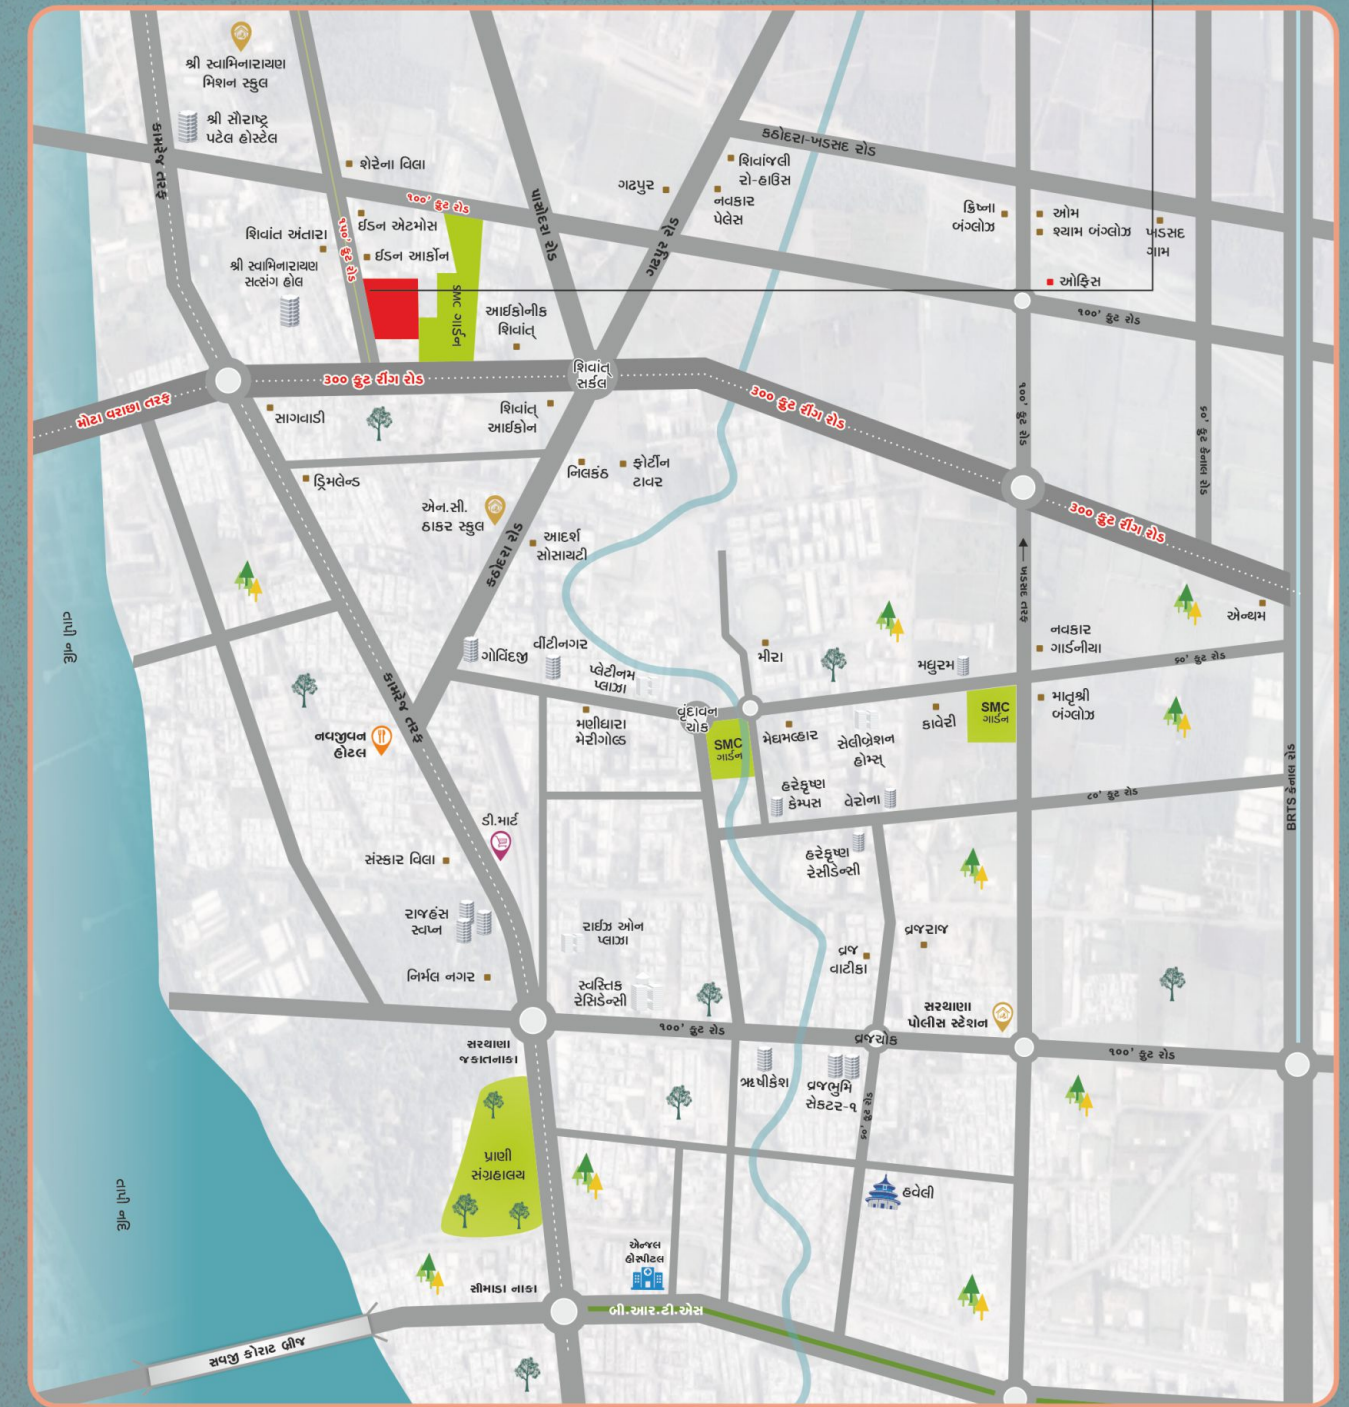 શ્રી સ્વામિનારાયણ
મિશન સ્કુલ
શ્રી સૌરાષ્ટ્ર
પટેલ હોસ્ટેલ
કામરેજ તરફ
શેરેના વિલા
૧૦૦' ફુટ રોડ
૧૫૦' ફુટ રોડ
પાસોદરા રોડ
ગઢપુર
ગઢપુર રોડ
કઠોદરા-ખડસદ રોડ
શિવાંજલી
રો-હાઉસ
નવકાર
પેલેસ
ક્રિષ્ના
બંગ્લોઝ
ઓમ
શ્યામ બંગ્લોઝ
ખડસદ
ગામ
ઓફિસ
૧૦૦' ફુટ રોડ
ઈડન એટમોસ
શિવાંત અંતારા
ઈડન આર્કોન
શ્રી સ્વામિનારાયણ
સત્સંગ હોલ
SMC ગાર્ડન
આઈકોનીક
શિવાંત્
શિવાંત્
સર્કલ
૩૦૦ ફુટ રીંગ રોડ
મોટા વરાછા તરફ
૩૦૦ ફુટ રીંગ રોડ
૧૦૦' ફુટ રોડ
૬૦' ફુટ કેનાલ રોડ
સાગવાડી
શિવાંત્
આઈકોન
ડ્રિમલેન્ડ
નિલકંઠ
ફોર્ટીન
ટાવર
એન.સી.
ઠાકર સ્કુલ
આદર્શ
સોસાયટી
કઠોદરા રોડ
૩૦૦ ફુટ રીંગ રોડ
ખડસદ તરફ
એન્થમ
તાપી નદિ
ગોવિંદજી
વીંટીનગર
પ્લેટીનમ
પ્લાઝા
મીરા
મધુરમ
નવકાર
ગાર્ડનીયા
૬૦' ફુટ રોડ
કામરેજ તરફ
નવજીવન
હોટલ
મણીધારા
મેરીગોલ્ડ
વૃંદાવન
ચોક
SMC
ગાર્ડન
મેઘમલ્હાર
સેલીબ્રેશન
હોમ્સ્
કાવેરી
SMC
ગાર્ડન
માતૃશ્રી
બંગ્લોઝ
હરેકૃષ્ણ
કેમ્પસ
વેરોના
૮૦' ફુટ રોડ
BRTS કેનાલ રોડ
ડી.માર્ટ
સંસ્કાર વિલા
હરેકૃષ્ણ
રેસીડેન્સી
રાજહંસ
સ્વપ્ન
રાઈઝ ઓન
પ્લાઝા
વ્રજરાજ
વ્રજ
વાટીકા
નિર્મલ નગર
સ્વસ્તિક
રેસિડેન્સી
સરથાણા
પોલીસ સ્ટેશન
૧૦૦' ફુટ રોડ
વ્રજચોક
૧૦૦' ફુટ રોડ
સરથાણા
જકાતનાકા
ઋષીકેશ
વ્રજભુમિ
સેકટર-૧
પ્રાણી
સંગ્રહાલય
હવેલી
તાપી નદિ
એન્જલ
હોસ્પીટલ
સીમાડા નાકા
બી.આર.ટી.એસ
સવજી કોરાટ બ્રીજ